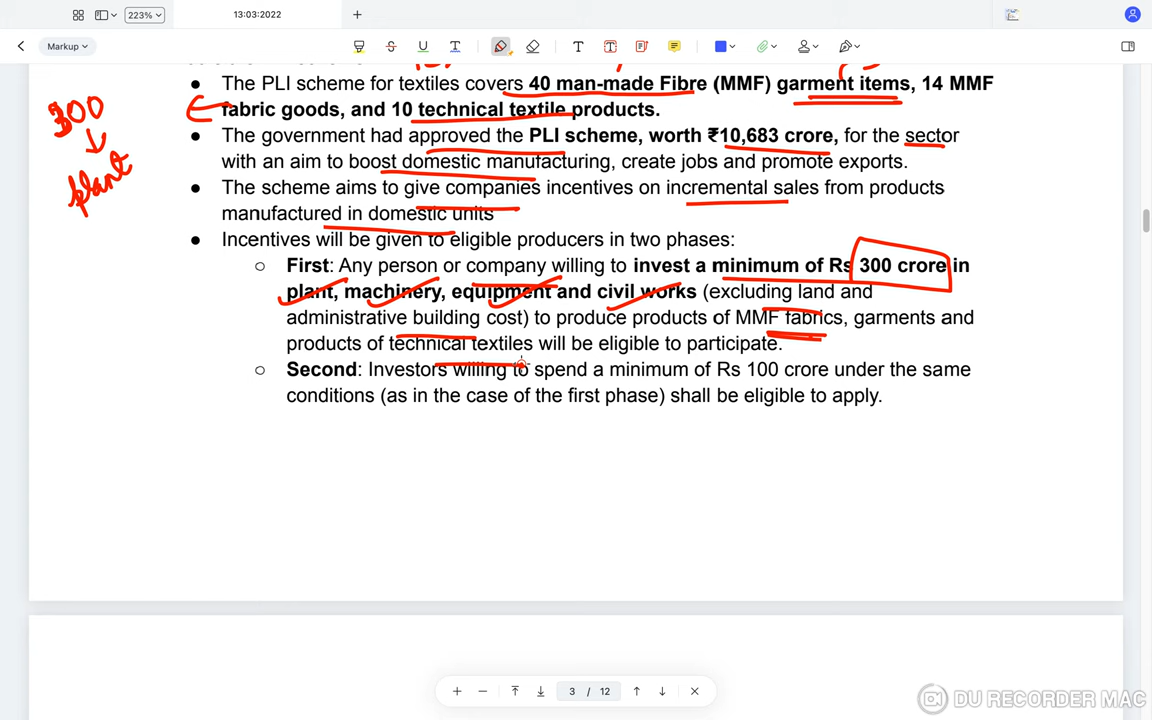 223%
13:03:2022
Markup
● The PLI scheme for textiles covers 40 man-made Fibre (MMF) garment items, 14 MMF
fabric goods, and 10 technical textile products.
● The government had approved the PLI scheme, worth ₹10,683 crore, for the sector
with an aim to boost domestic manufacturing, create jobs and promote exports.
● The scheme aims to give companies incentives on incremental sales from products
manufactured in domestic units
● Incentives will be given to eligible producers in two phases:
○ First: Any person or company willing to invest a minimum of Rs 300 crore in
plant, machinery, equipment and civil works (excluding land and
administrative building cost) to produce products of MMF fabrics, garments and
products of technical textiles will be eligible to participate.
○ Second: Investors willing to spend a minimum of Rs 100 crore under the same
conditions (as in the case of the first phase) shall be eligible to apply.
300
plant
3 / 12
DU RECORDER MAC